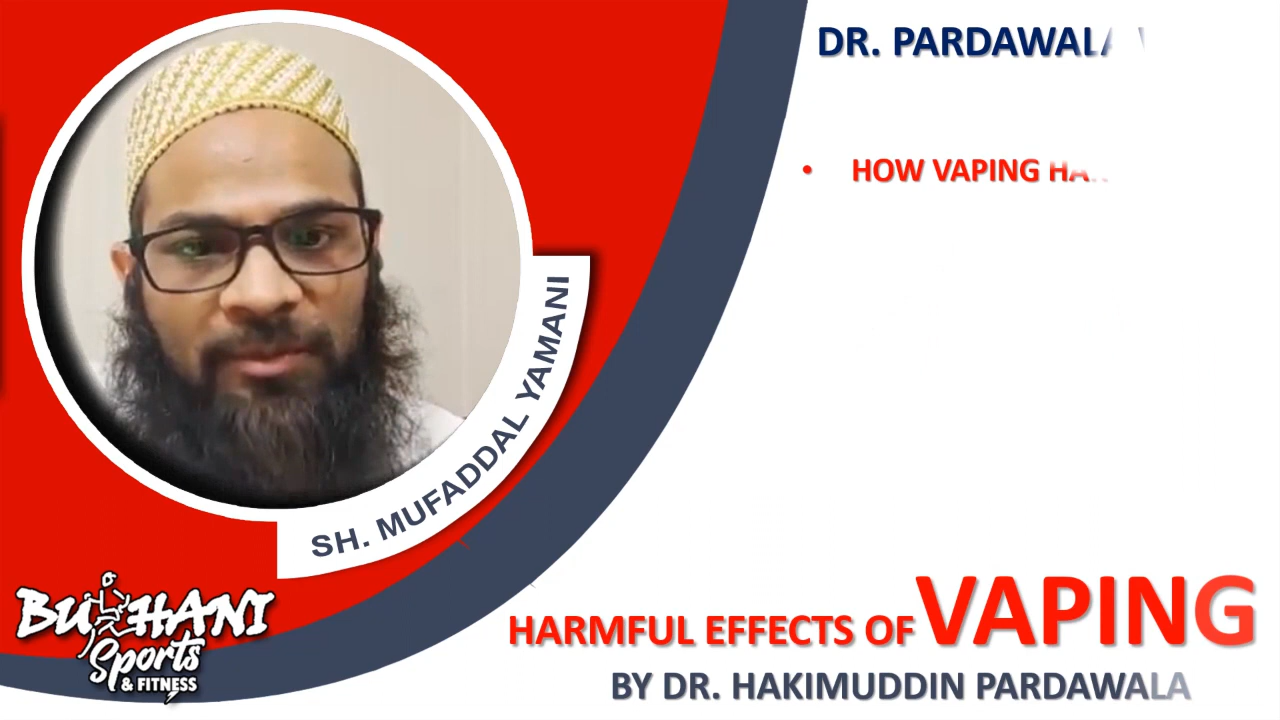 DR. PARDAWALA
HOW VAPING
SH. MUFADDAL YAMANI
BURHANI
Sports
& FITNESS
HARMFUL EFFECTS OF VAPING
BY DR. HAKIMUDDIN PARDAWALA